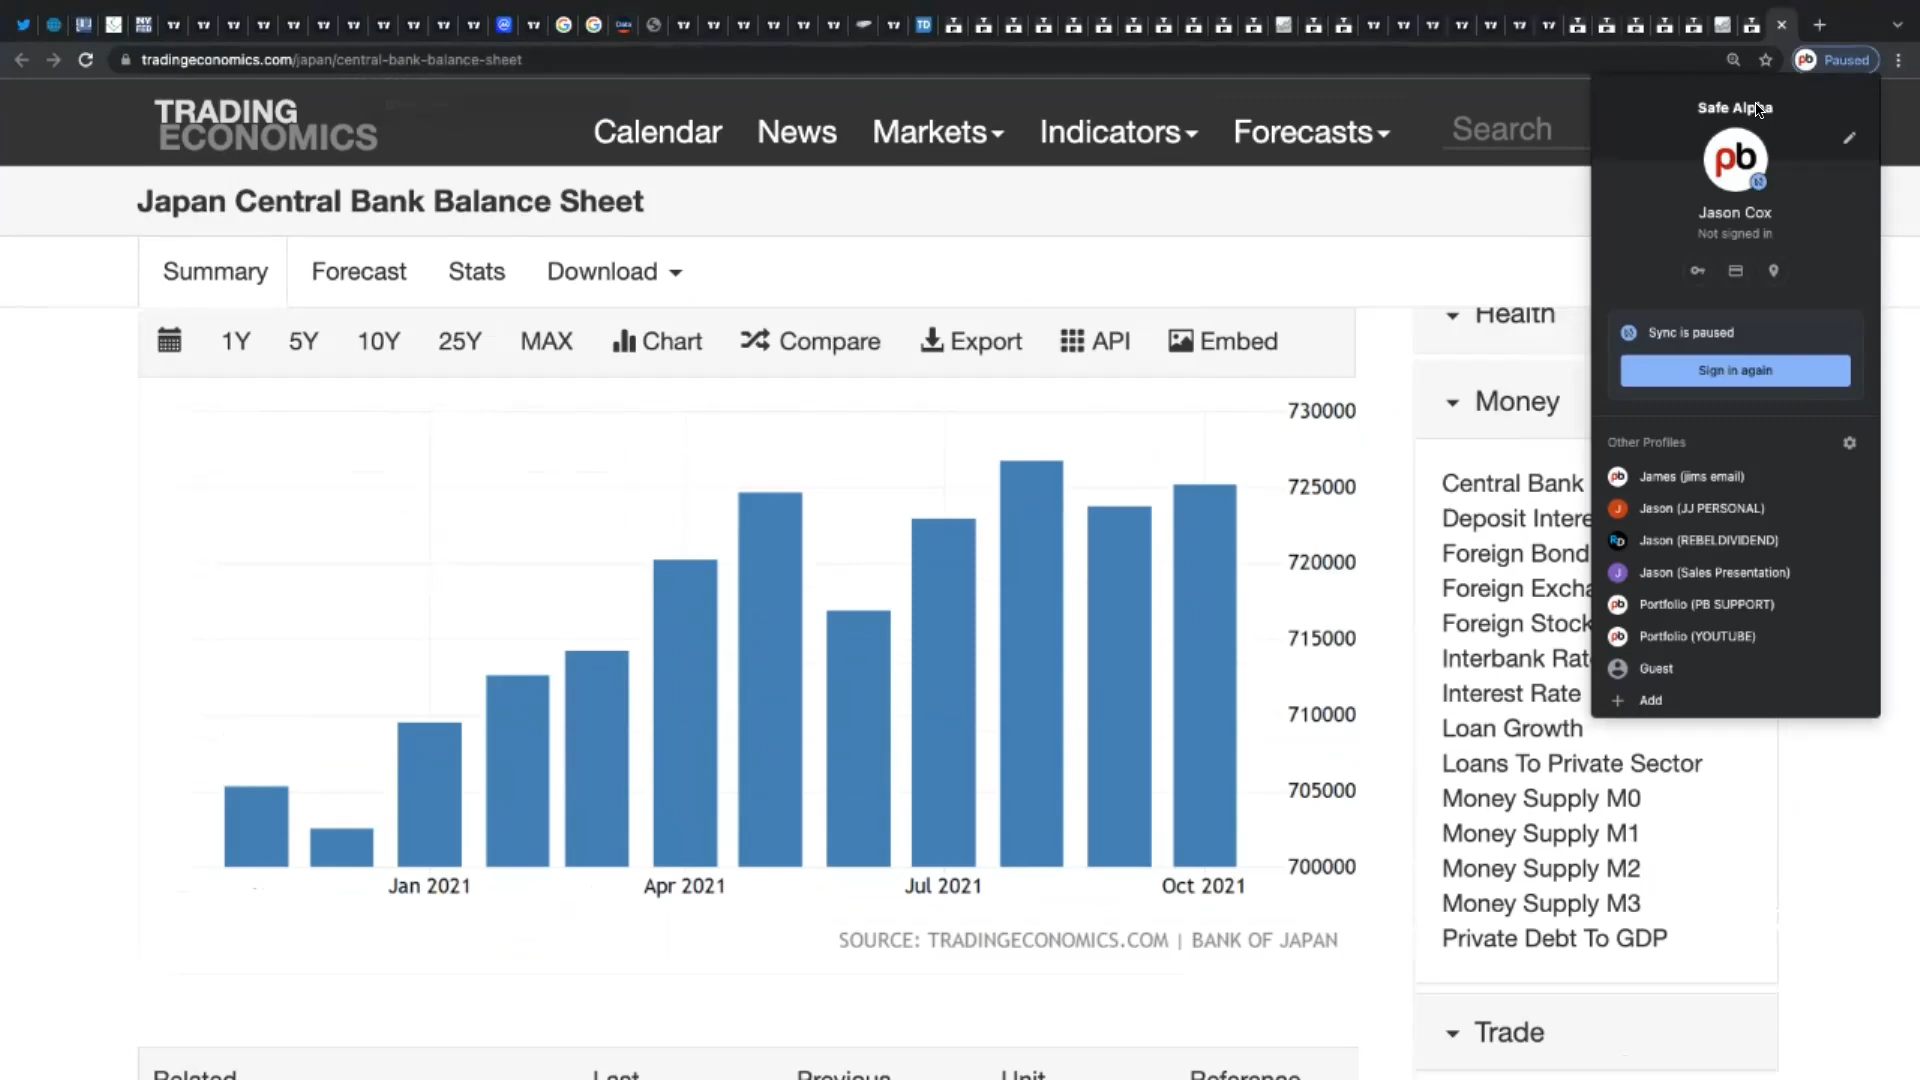 tradingeconomics.com/japan/central-bank-balance-sheet
Paused
TRADING
ECONOMICS
Calendar
News
Markets
Indicators
Forecasts
Search
Japan Central Bank Balance Sheet
Summary
Forecast
Stats
Download
1Y
5Y
10Y
25Y
MAX
Chart
Compare
Export
API
Embed
730000
725000
720000
715000
710000
705000
700000
Jan 2021
Apr 2021
Jul 2021
Oct 2021
SOURCE: TRADINGECONOMICS.COM | BANK OF JAPAN
Related
Last
Previous
Unit
Reference
Health
Money
Central Bank
Deposit Intere
Foreign Bond
Foreign Excha
Foreign Stock
Interbank Rat
Interest Rate
Loan Growth
Loans To Private Sector
Money Supply M0
Money Supply M1
Money Supply M2
Money Supply M3
Private Debt To GDP
Trade
Safe Alpha
pb
Jason Cox
Not signed in
Sync is paused
Sign in again
Other Profiles
James (jims email)
Jason (JJ PERSONAL)
Jason (REBELDIVIDEND)
Jason (Sales Presentation)
Portfolio (PB SUPPORT)
Portfolio (YOUTUBE)
Guest
Add